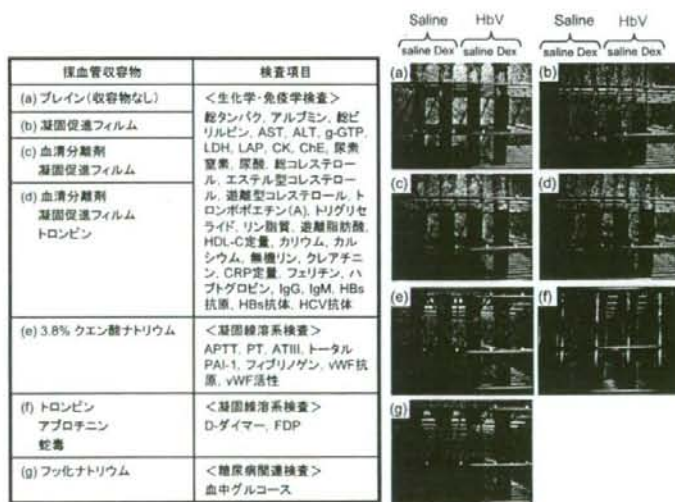 採血管収容物
検査項目
(a) プレイン(収容物なし)
(b) 凝固促進フィルム
(c) 血清分離剤
凝固促進フィルム
(d) 血清分離剤
凝固促進フィルム
トロンビン
<生化学・免疫学検査>
総タンパク, アルブミン, 総ビ
リルビン, AST, ALT, g-GTP,
LDH, LAP, CK, ChE, 尿素
窒素, 尿酸, 総コレステロー
ル, エステル型コレステロー
ル, 遊離型コレステロール, ト
ロンボポエチン(A), トリグリセ
ライド, リン脂質, 遊離脂肪酸,
HDL-C定量, カリウム, カル
シウム, 無機リン, クレアチニ
ン, CRP定量, フェリチン, ハ
プトグロビン, IgG, IgM, HBs
抗原, HBs抗体, HCV抗体
(e) 3.8% クエン酸ナトリウム
<凝固線溶系検査>
APTT, PT, ATIII, トータル
PAI-1, フィブリノゲン, vWF抗
原, vWF活性
(f) トロンビン
アプロチニン
蛇毒
<凝固線溶系検査>
D-ダイマー, FDP
(g) フッ化ナトリウム
<糖尿病関連検査>
血中グルコース
Saline HbV Saline HbV
saline Dex saline Dex saline Dex saline Dex
(a) (b)
(c) (d)
(e) (f)
(g)